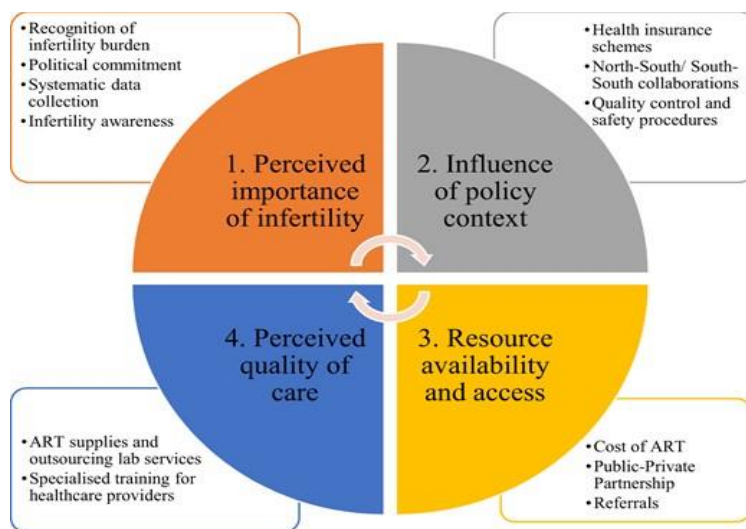 •Recognition of
infertility burden
•Political commitment
•Systematic data
collection
•Infertility awareness
1. Perceived
importance
of infertility
•Health insurance
schemes
•North-South/ South-
South collaborations
•Quality control and
safety procedures
2. Influence
of policy
context
4. Perceived
quality of
care
•ART supplies and
outsourcing lab services
•Specialised training for
healthcare providers
3. Resource
availability
and access
•Cost of ART
•Public-Private
Partnership
•Referrals